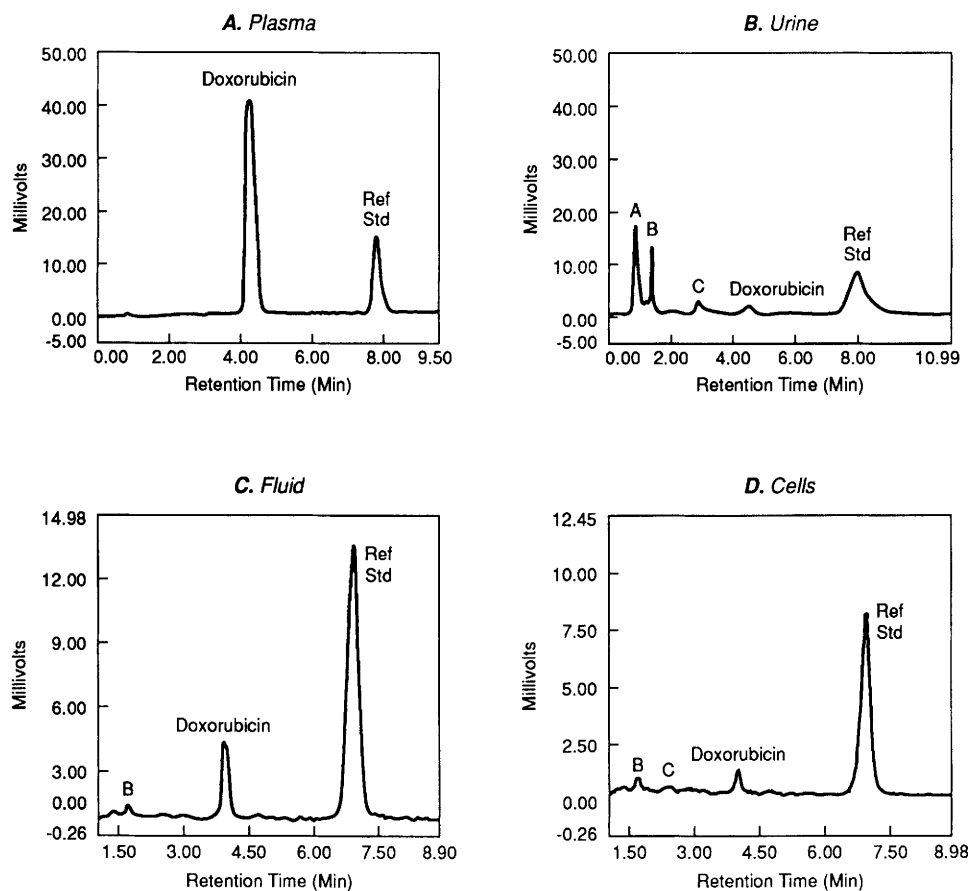 A. Plasma
50.00
40.00
30.00
20.00
10.00
0.00
-5.00
Millivolts
Doxorubicin
Ref
Std
0.00 2.00 4.00 6.00 8.00 9.50
Retention Time (Min)
B. Urine
50.00
40.00
30.00
20.00
10.00
0.00
-5.00
Millivolts
A
B
C
Doxorubicin
Ref
Std
0.00 2.00 4.00 6.00 8.00 10.99
Retention Time (Min)
C. Fluid
14.98
12.00
9.00
6.00
3.00
0.00
-0.26
Millivolts
B
Doxorubicin
Ref
Std
1.50 3.00 4.50 6.00 7.50 8.90
Retention Time (Min)
D. Cells
12.45
10.00
7.50
5.00
2.50
0.00
-0.26
Millivolts
B
C
Doxorubicin
Ref
Std
1.50 3.00 4.50 6.00 7.50 8.98
Retention Time (Min)